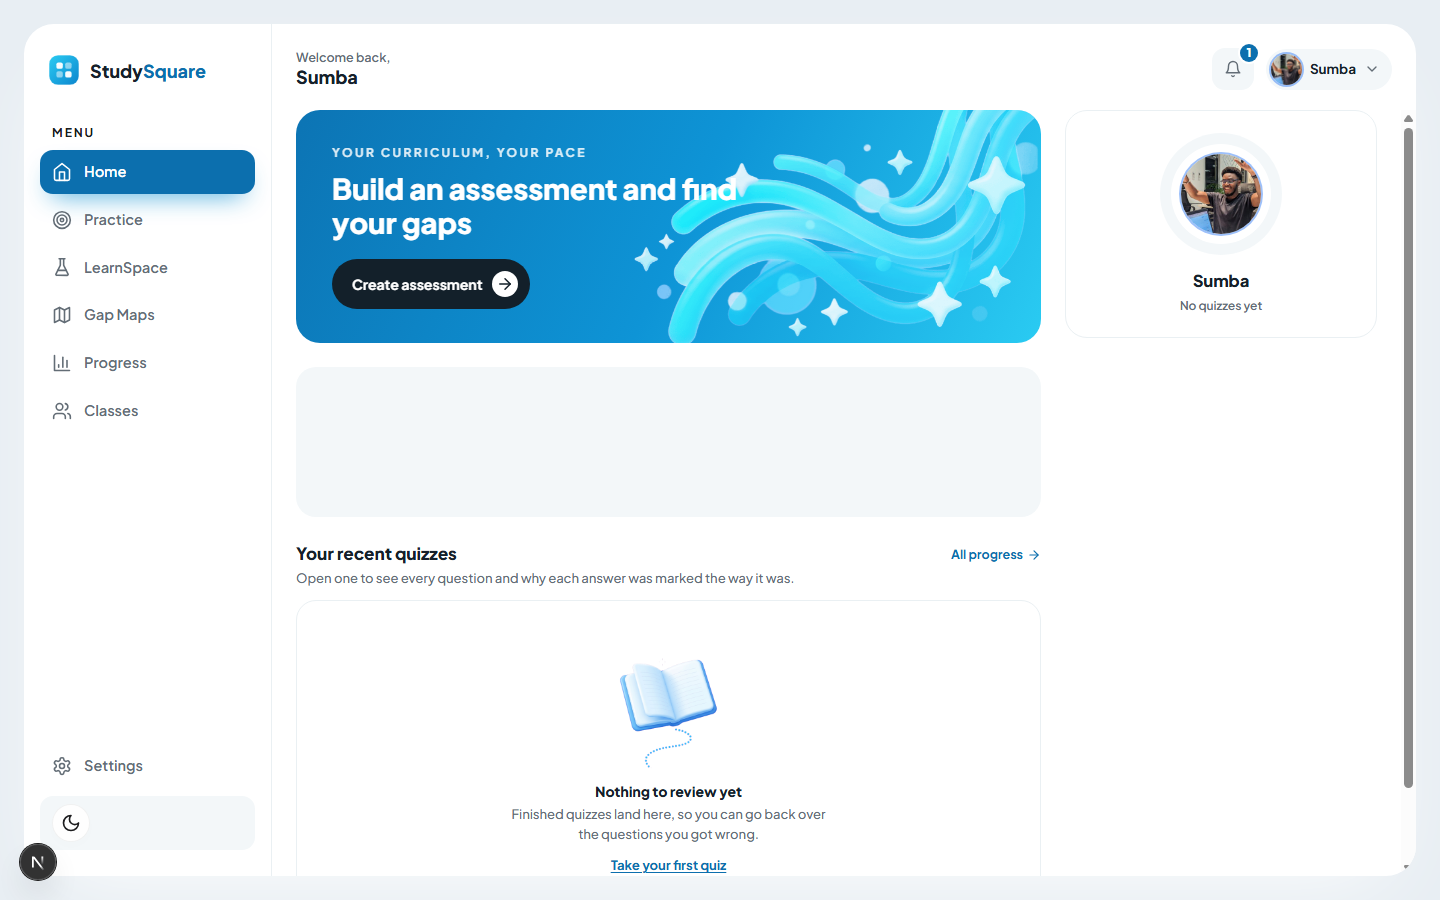 StudySquare
MENU
Home
Practice
LearnSpace
Gap Maps
Progress
Classes
Settings
N
Welcome back,
Sumba
1
Sumba
YOUR CURRICULUM, YOUR PACE
Build an assessment and find
your gaps
Create assessment
Sumba
No quizzes yet
Your recent quizzes
All progress
Open one to see every question and why each answer was marked the way it was.
Nothing to review yet
Finished quizzes land here, so you can go back over
the questions you got wrong.
Take your first quiz